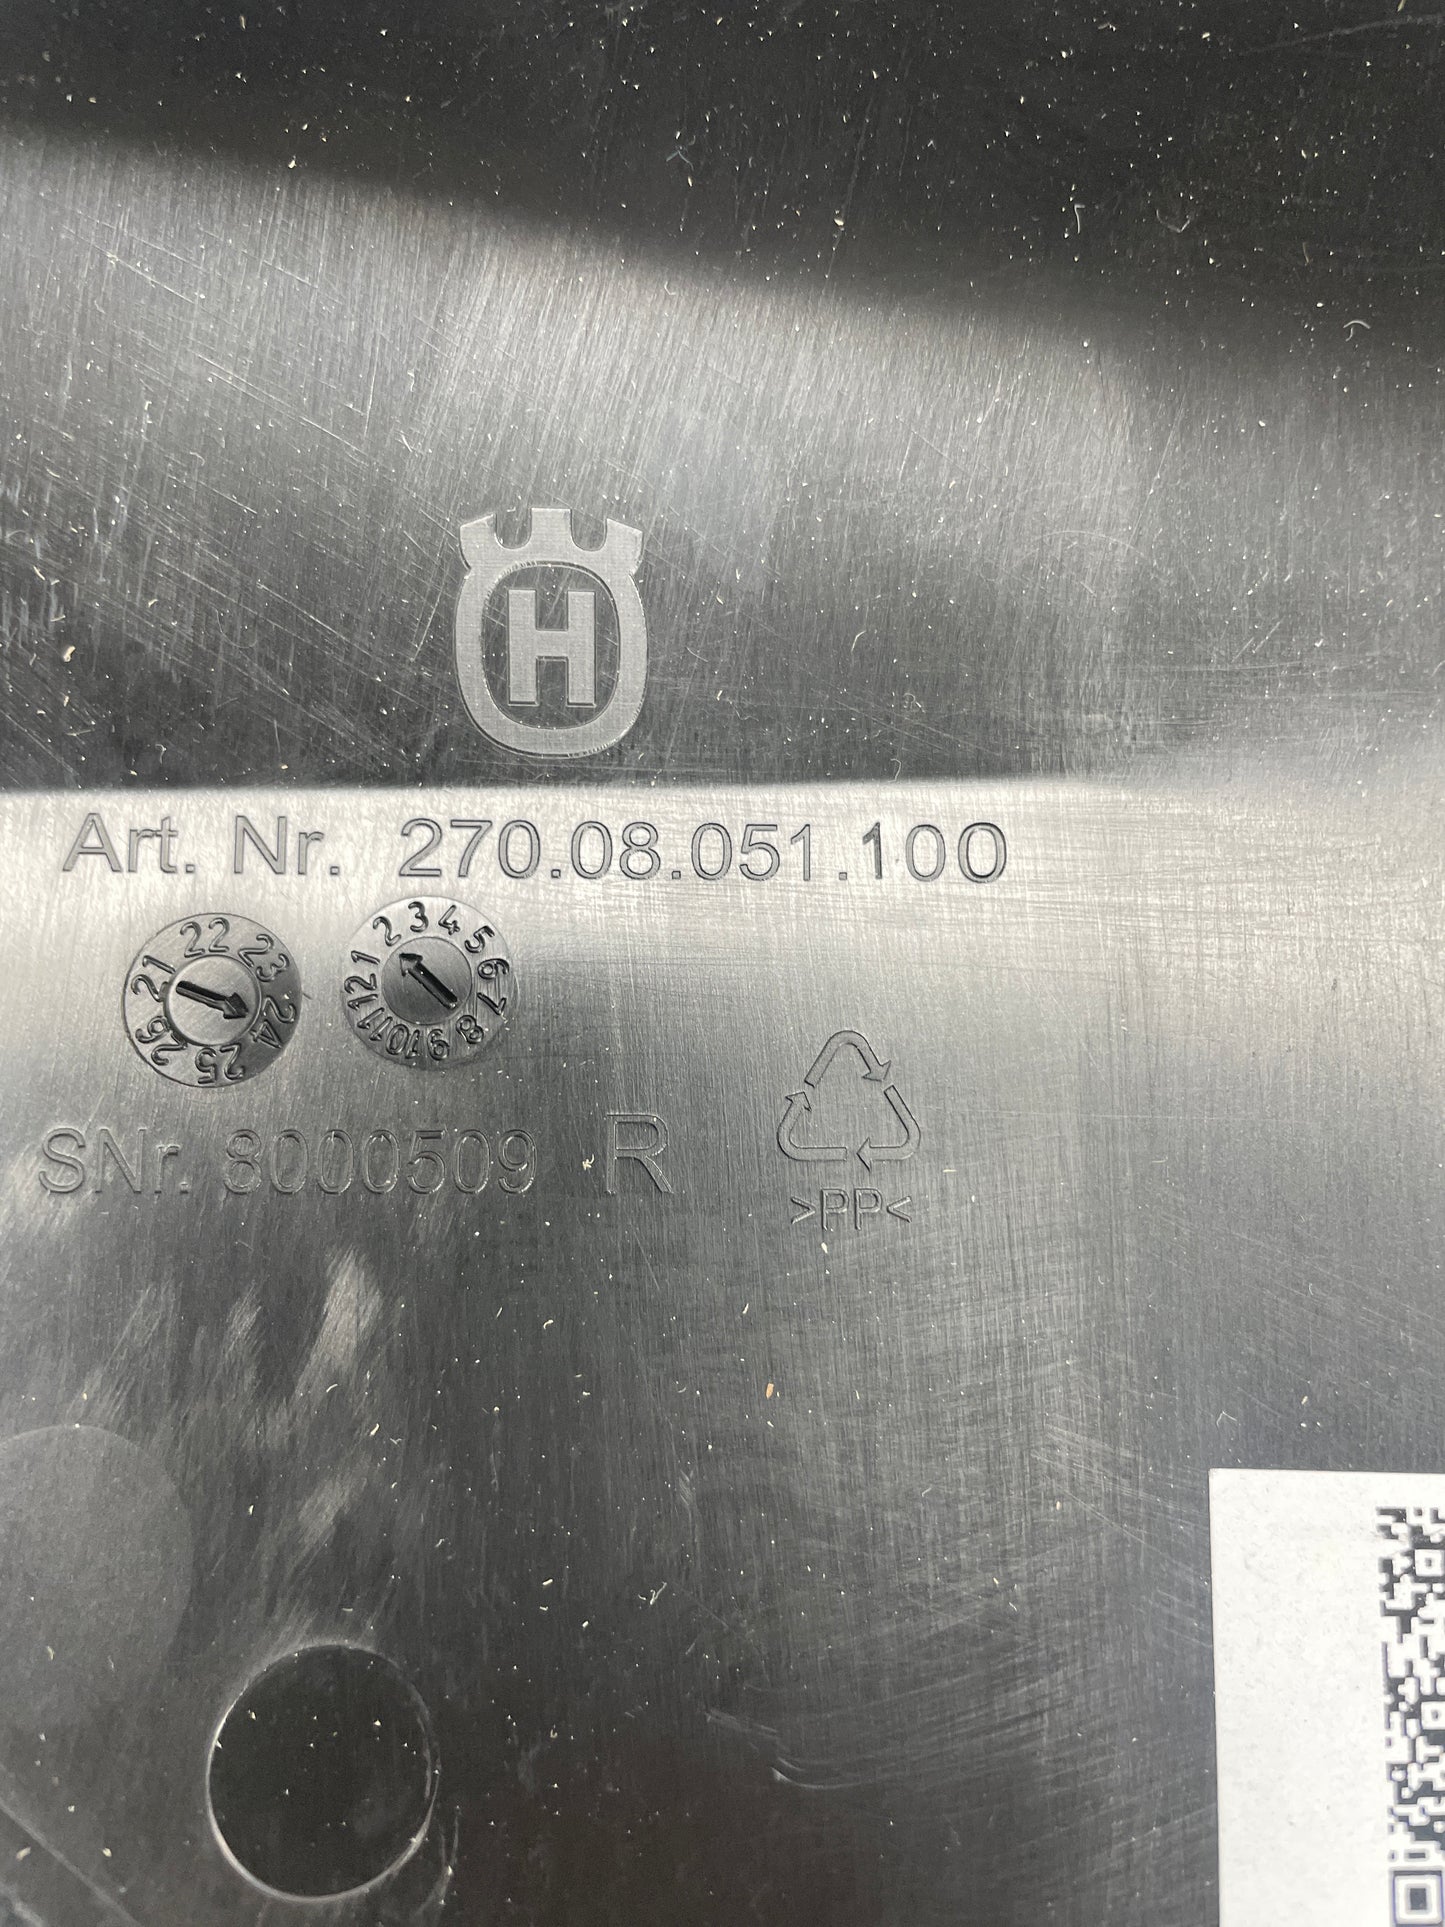 H
Art. Nr. 270.08.051.100
21 22 23 24 25 26
1 2 3 4 5 6 7 8 9 10 11 12
SNr. 8000509 R
>PP<